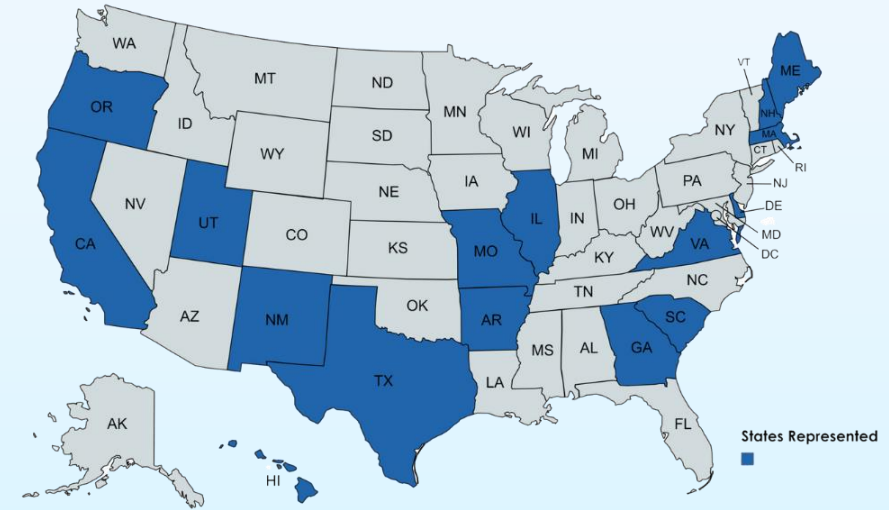 WA
MT
ND
MN
VT
ME
OR
ID
SD
WI
MI
NY
NH
MA
CT
RI
WY
NE
IA
PA
NJ
NV
UT
CO
KS
MO
IL
IN
OH
WV
VA
DE
MD
DC
CA
KY
NC
AZ
NM
OK
AR
TN
SC
TX
LA
MS
AL
GA
FL
AK
HI
States Represented